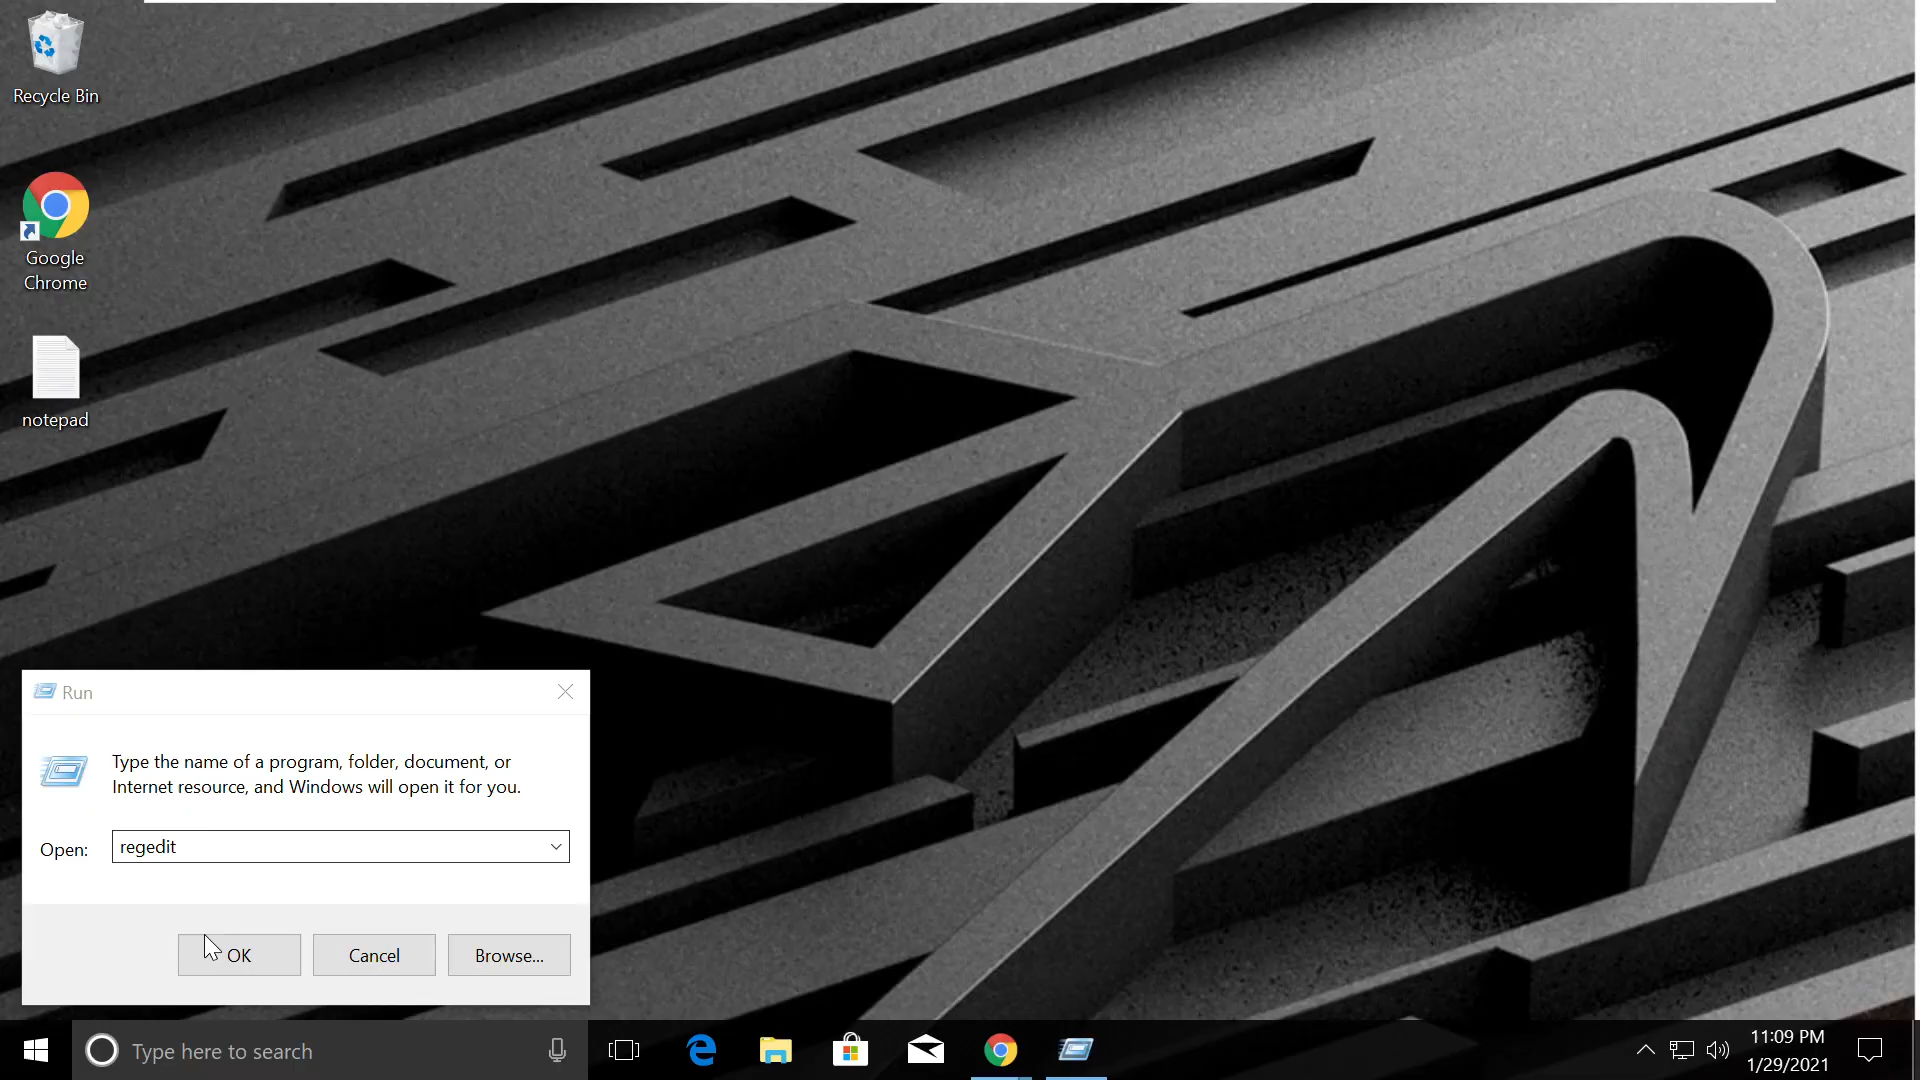 Recycle Bin
Google
Chrome
notepad
Run
Type the name of a program, folder, document, or
Internet resource, and Windows will open it for you.
Open: regedit
OK Cancel Browse...
Type here to search
11:09 PM
1/29/2021